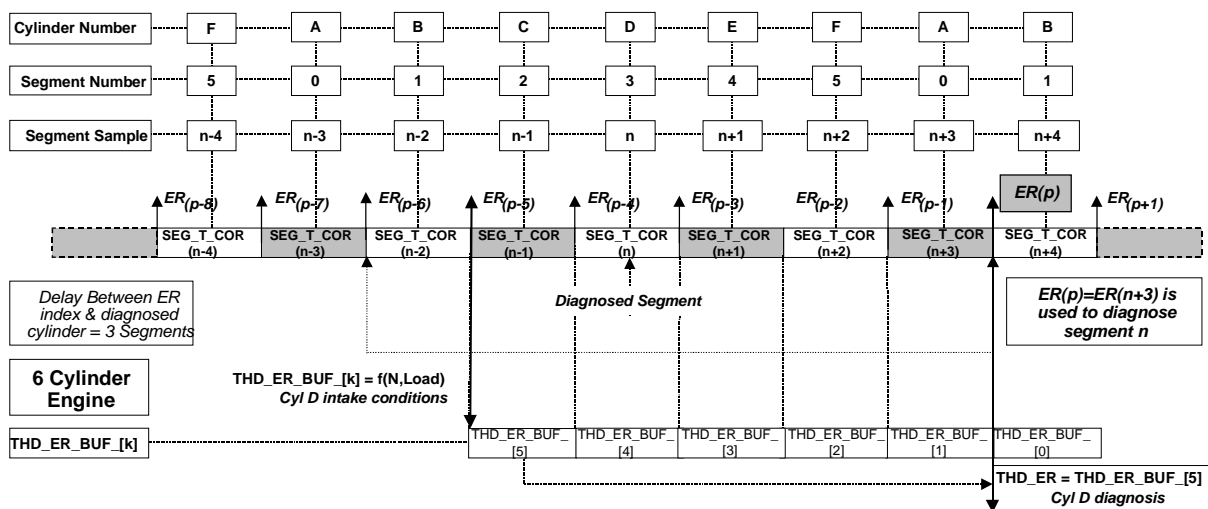 Cylinder Number F A B C D E F A B
Segment Number 5 0 1 2 3 4 5 0 1
Segment Sample n-4 n-3 n-2 n-1 n n+1 n+2 n+3 n+4
ER(p-8) ER(p-7) ER(p-6) ER(p-5) ER(p-4) ER(p-3) ER(p-2) ER(p-1) ER(p) ER(p+1)
SEG_T_COR SEG_T_COR SEG_T_COR SEG_T_COR SEG_T_COR SEG_T_COR SEG_T_COR SEG_T_COR SEG_T_COR
(n-4) (n-3) (n-2) (n-1) (n) (n+1) (n+2) (n+3) (n+4)
Delay Between ER
index & diagnosed
cylinder = 3 Segments
Diagnosed Segment
ER(p)=ER(n+3) is
used to diagnose
segment n
6 Cylinder
Engine
THD_ER_BUF_[k] = f(N,Load)
Cyl D intake conditions
THD_ER_BUF_[k]
THD_ER_BUF_ THD_ER_BUF_ THD_ER_BUF_ THD_ER_BUF_ THD_ER_BUF_ THD_ER_BUF_
[5] [4] [3] [2] [1] [0]
THD_ER = THD_ER_BUF_[5]
Cyl D diagnosis